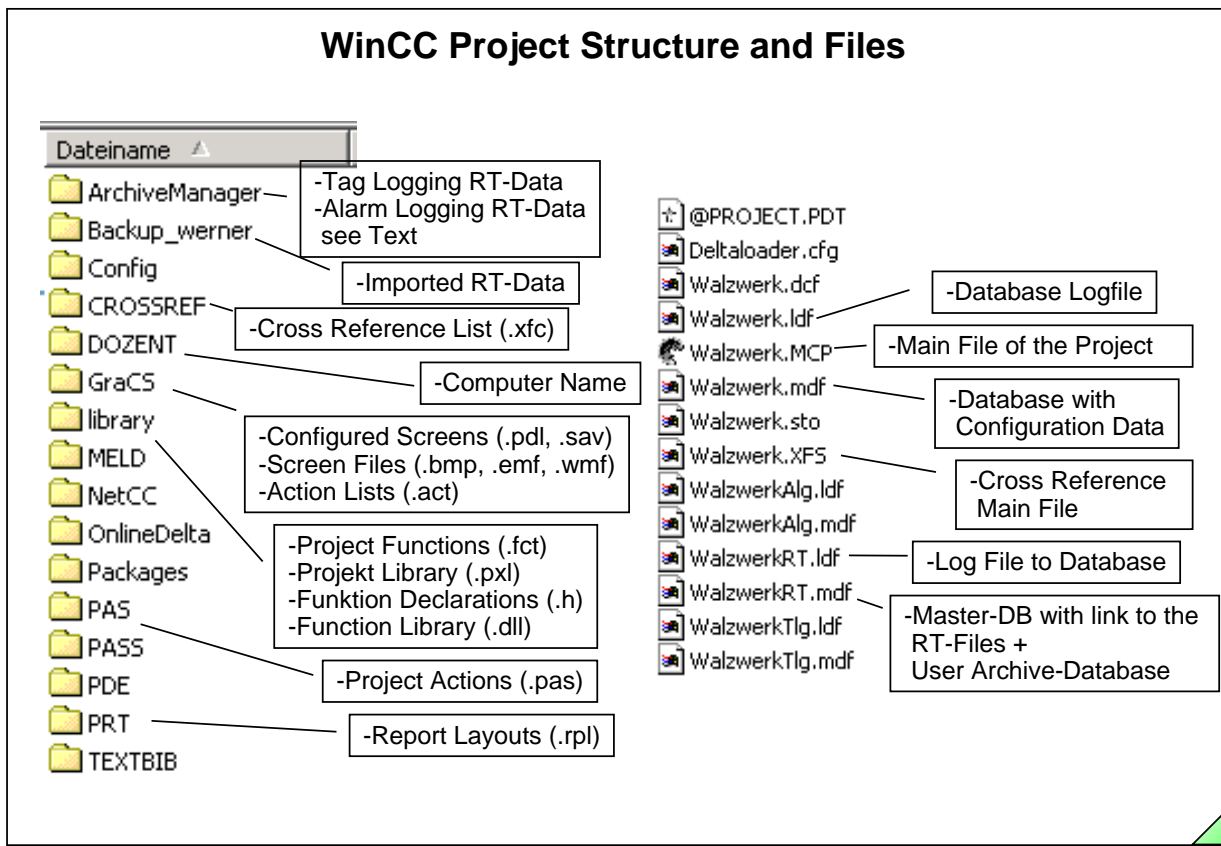 WinCC Project Structure and Files
Dateiname
ArchiveManager
Backup_werner
Config
CROSSREF
DOZENT
GraCS
library
MELD
NetCC
OnlineDelta
Packages
PAS
PASS
PDE
PRT
TEXTBIB
-Tag Logging RT-Data
-Alarm Logging RT-Data
see Text
-Imported RT-Data
-Cross Reference List (.xfc)
-Computer Name
-Configured Screens (.pdl, .sav)
-Screen Files (.bmp, .emf, .wmf)
-Action Lists (.act)
-Project Functions (.fct)
-Projekt Library (.pxl)
-Funktion Declarations (.h)
-Function Library (.dll)
-Project Actions (.pas)
-Report Layouts (.rpl)
@PROJECT.PDT
Deltaloader.cfg
Walzwerk.dcf
Walzwerk.ldf
Walzwerk.MCP
Walzwerk.mdf
Walzwerk.sto
Walzwerk.XFS
WalzwerkAlg.ldf
WalzwerkAlg.mdf
WalzwerkRT.ldf
WalzwerkRT.mdf
WalzwerkTlg.ldf
WalzwerkTlg.mdf
-Database Logfile
-Main File of the Project
-Database with
Configuration Data
-Cross Reference
Main File
-Log File to Database
-Master-DB with link to the
RT-Files +
User Archive-Database